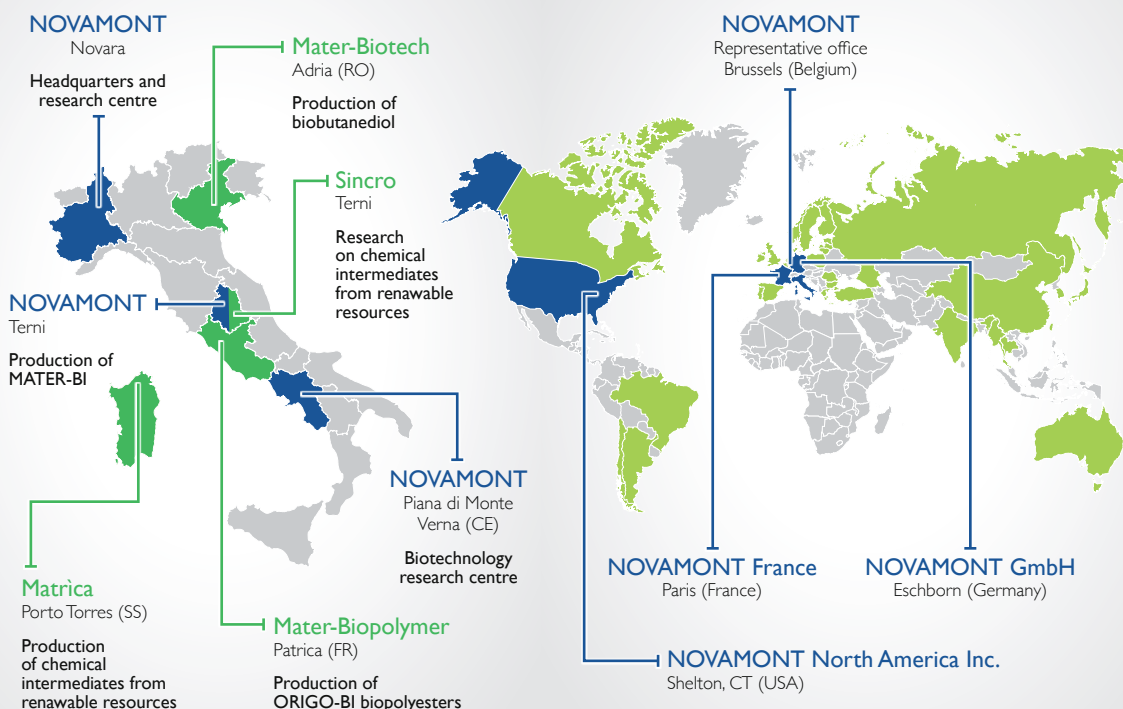 NOVAMONT
Novara
Headquarters and
research centre
Mater-Biotech
Adria (RO)
Production of
biobutanediol
Sincro
Terni
Research
on chemical
intermediates
from renawable
resources
NOVAMONT
Terni
Production of
MATER-BI
NOVAMONT
Piana di Monte
Verna (CE)
Biotechnology
research centre
Matrìca
Porto Torres (SS)
Production
of chemical
intermediates from
renawable resources
Mater-Biopolymer
Patrica (FR)
Production of
ORIGO-BI biopolyesters
NOVAMONT
Representative office
Brussels (Belgium)
NOVAMONT France
Paris (France)
NOVAMONT GmbH
Eschborn (Germany)
NOVAMONT North America Inc.
Shelton, CT (USA)